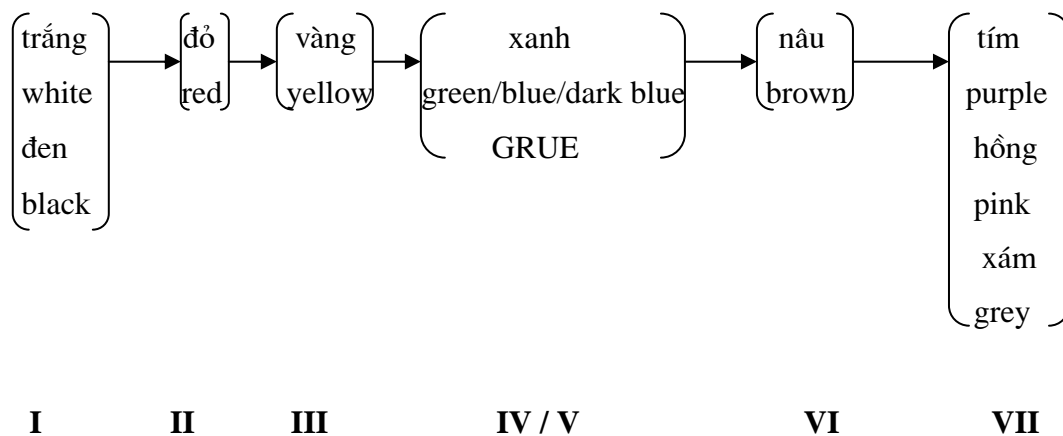 trắng
white
đen
black
đỏ
red
vàng
yellow
xanh
green/blue/dark blue
GRUE
nâu
brown
tím
purple
hồng
pink
xám
grey
I II III IV / V VI VII